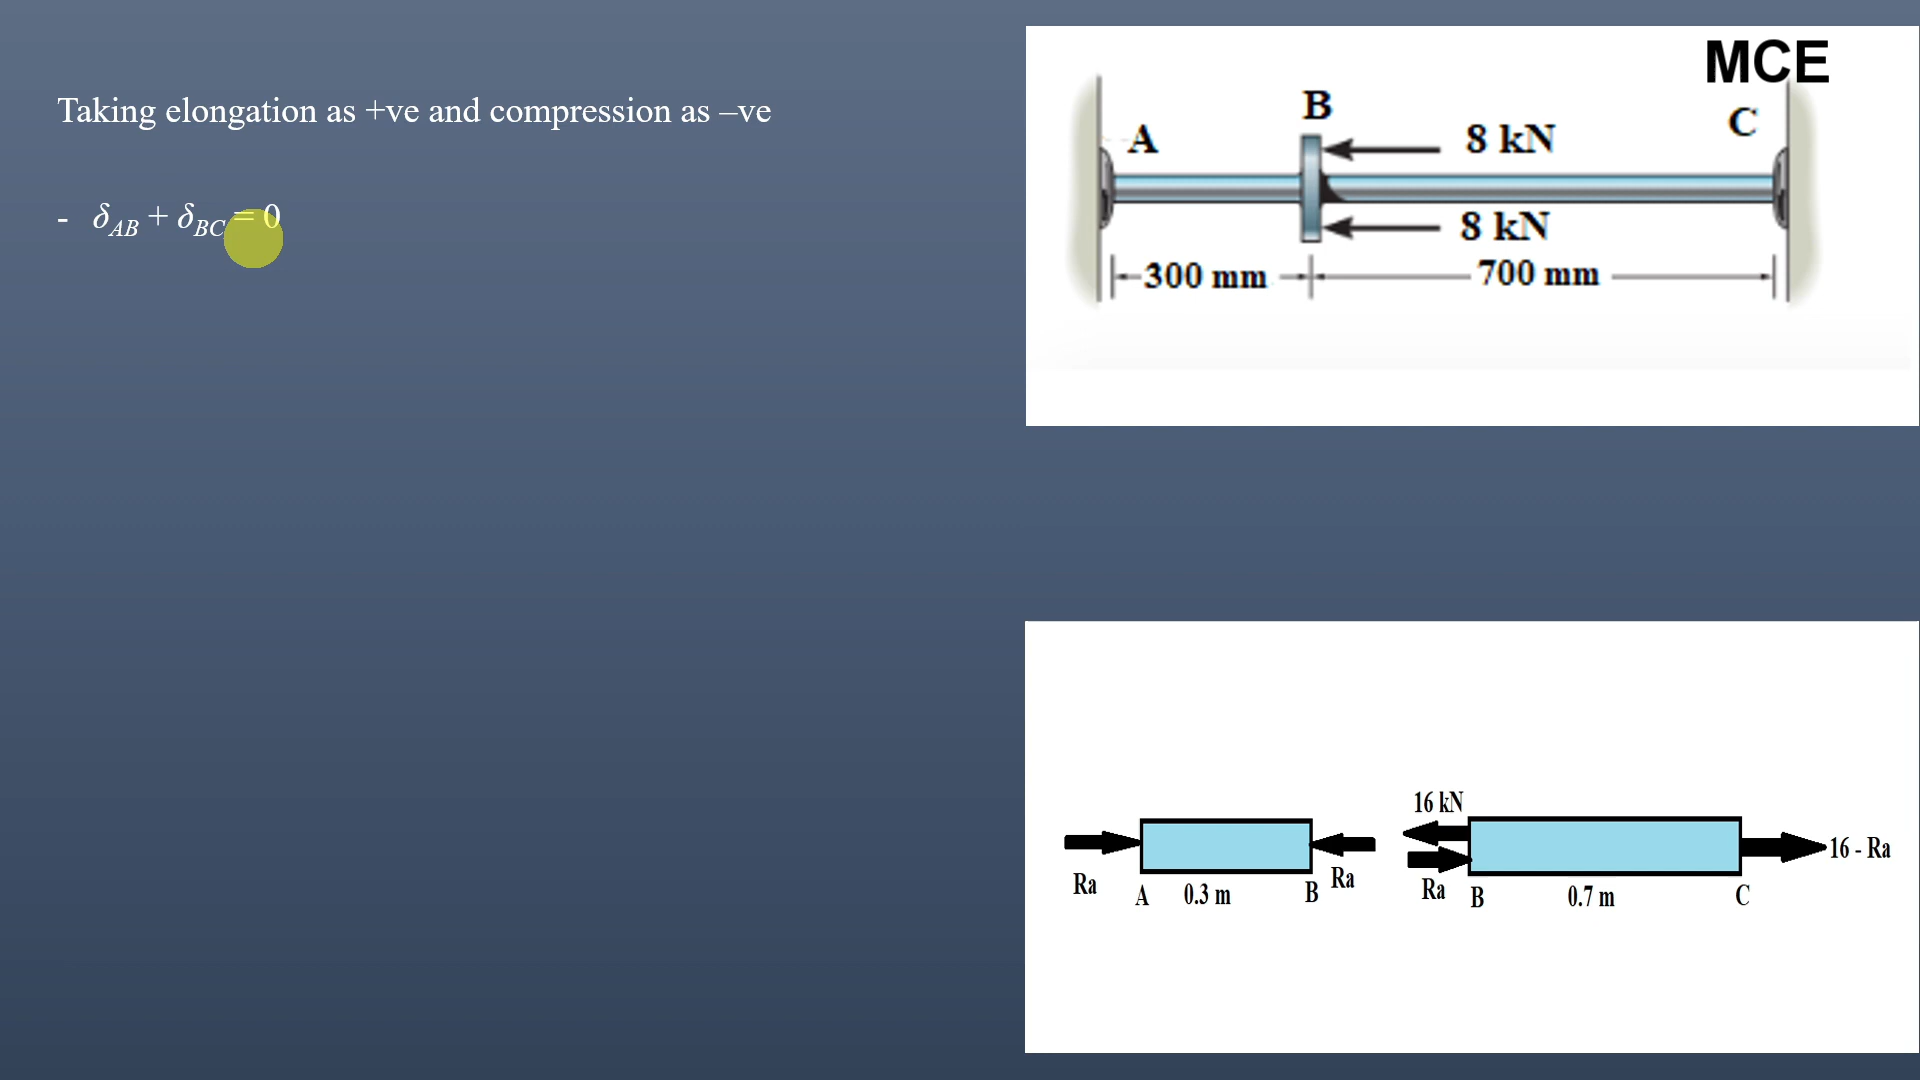 Taking elongation as +ve and compression as –ve
- δAB + δBC = 0
MCE
B
C
A
8 kN
8 kN
300 mm
700 mm
16 kN
16 - Ra
Ra
A
0.3 m
B
Ra
Ra
B
0.7 m
C